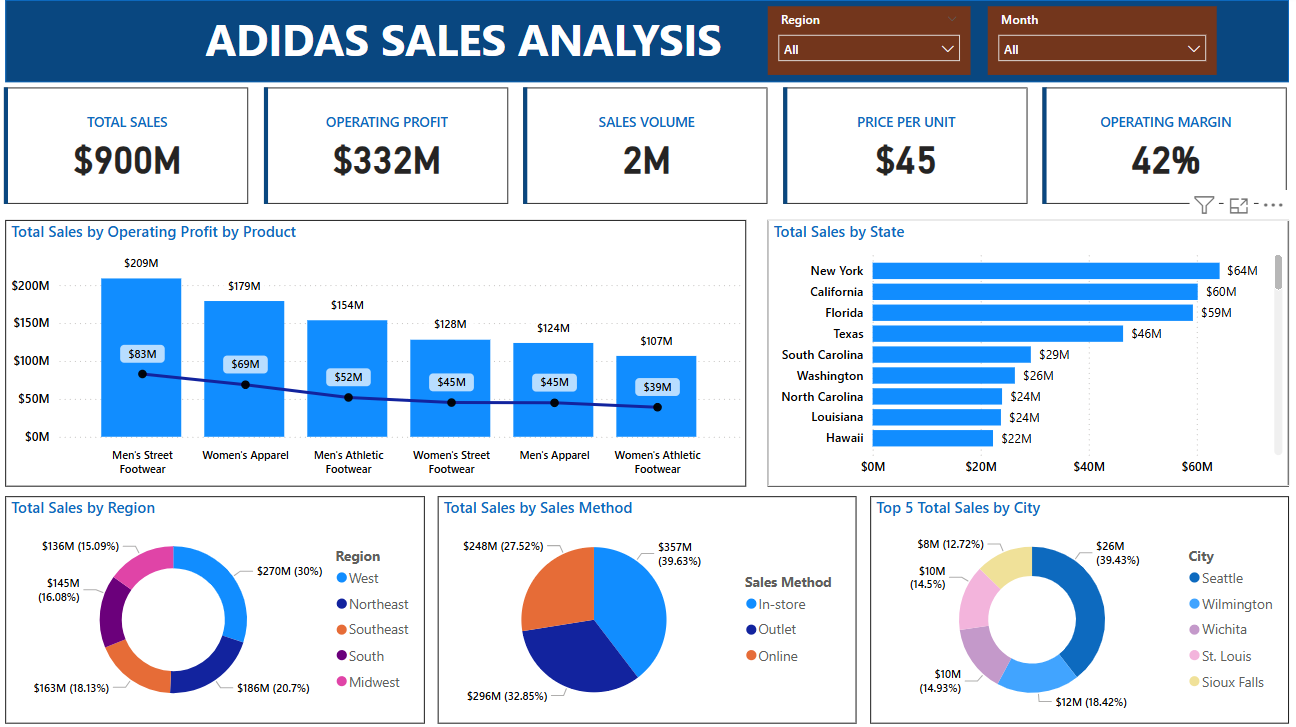 ADIDAS SALES ANALYSIS
Region
All
Month
All
TOTAL SALES
$900M
OPERATING PROFIT
$332M
SALES VOLUME
2M
PRICE PER UNIT
$45
OPERATING MARGIN
42%
Total Sales by Operating Profit by Product
$200M
$150M
$100M
$50M
$0M
$209M
$179M
$154M
$128M
$124M
$107M
$83M
$69M
$52M
$45M
$45M
$39M
Men's Street
Footwear
Women's Apparel
Men's Athletic
Footwear
Women's Street
Footwear
Men's Apparel
Women's Athletic
Footwear
Total Sales by State
New York
$64M
California
$60M
Florida
$59M
Texas
$46M
South Carolina
$29M
Washington
$26M
North Carolina
$24M
Louisiana
$24M
Hawaii
$22M
$0M
$20M
$40M
$60M
Total Sales by Region
$136M (15.09%)
$145M
(16.08%)
$163M (18.13%)
$270M (30%)
$186M (20.7%)
Region
West
Northeast
Southeast
South
Midwest
Total Sales by Sales Method
$248M (27.52%)
$357M
(39.63%)
$296M (32.85%)
Sales Method
In-store
Outlet
Online
Top 5 Total Sales by City
$8M (12.72%)
$10M
(14.5%)
$10M
(14.93%)
$26M
(39.43%)
$12M (18.42%)
City
Seattle
Wilmington
Wichita
St. Louis
Sioux Falls